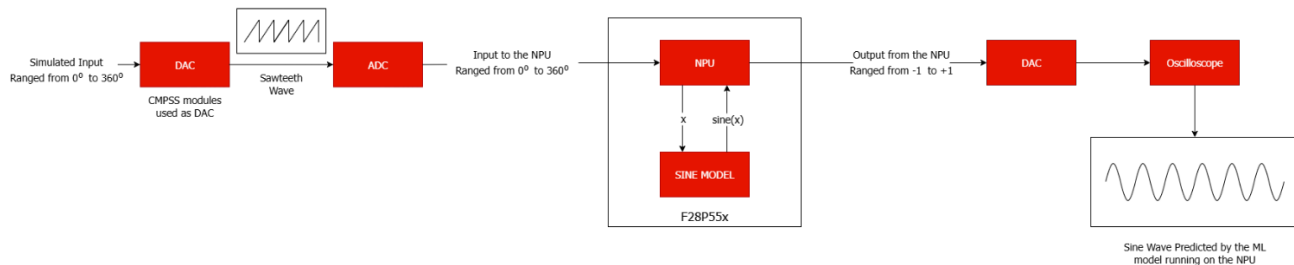 Simulated Input
Ranged from 0⁰ to 360⁰
DAC
CMPSS modules
used as DAC
Sawteeth
Wave
ADC
Input to the NPU
Ranged from 0⁰ to 360⁰
NPU
x
sine(x)
SINE MODEL
F28P55x
Output from the NPU
Ranged from -1 to +1
DAC
Oscilloscope
Sine Wave Predicted by the ML
model running on the NPU